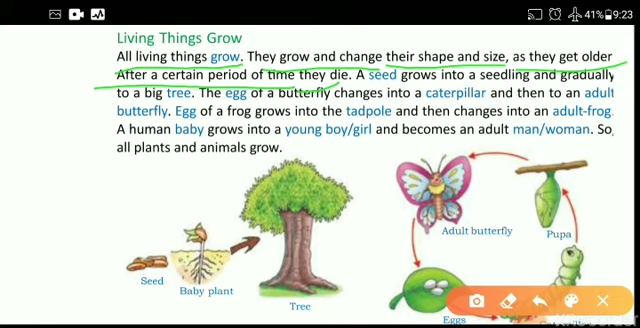 41% 9:23
Living Things Grow
All living things grow. They grow and change their shape and size, as they get older
After a certain period of time they die. A seed grows into a seedling and gradually
to a big tree. The egg of a butterfly changes into a caterpillar and then to an adult
butterfly. Egg of a frog grows into the tadpole and then changes into an adult-frog.
A human baby grows into a young boy/girl and becomes an adult man/woman. So,
all plants and animals grow.
Adult butterfly
Pupa
Seed
Baby plant
Tree
Eggs